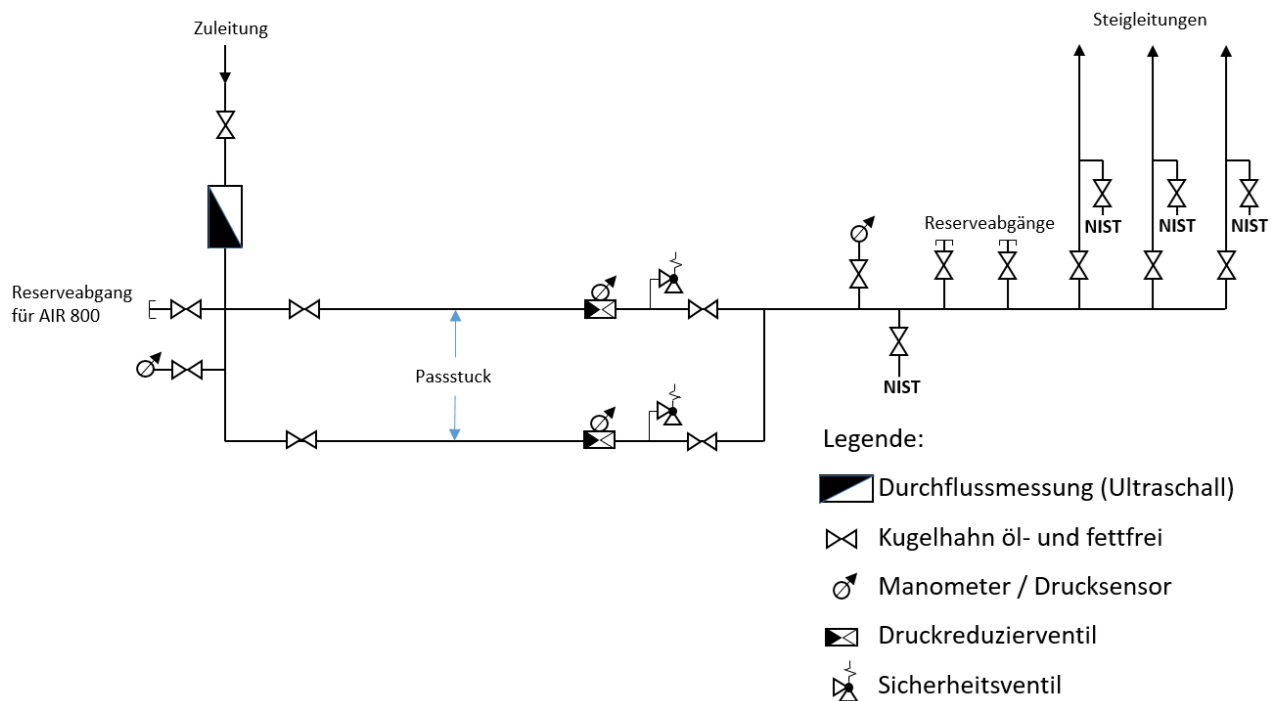 Zuleitung
Steigleitungen
NIST
NIST
NIST
Reserveabgänge
Reserveabgang
für AIR 800
Passstuck
NIST
Legende:
Durchflussmessung (Ultraschall)
Kugelhahn öl- und fettfrei
Manometer / Drucksensor
Druckreduzierventil
Sicherheitsventil